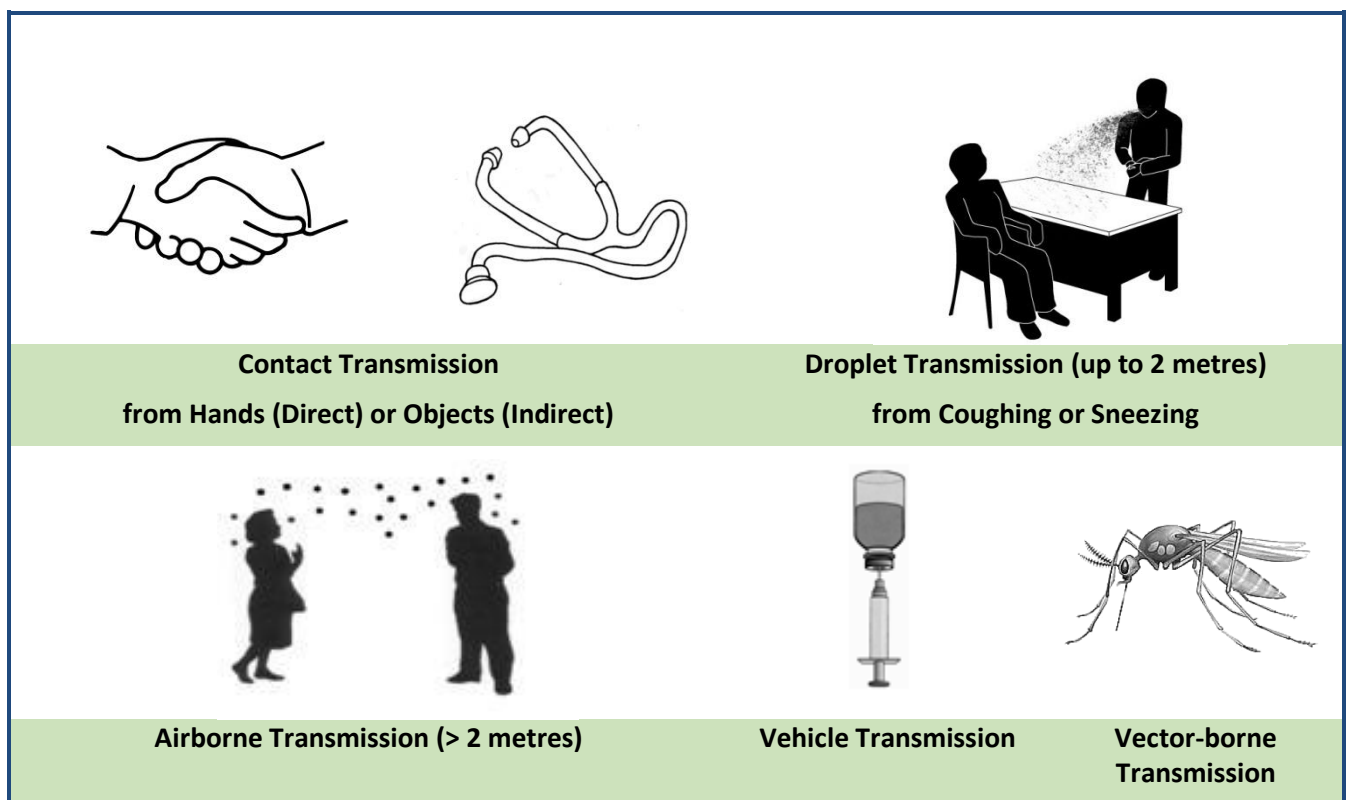 Contact Transmission
from Hands (Direct) or Objects (Indirect)
Droplet Transmission (up to 2 metres)
from Coughing or Sneezing
Airborne Transmission (> 2 metres)
Vehicle Transmission
Vector-borne
Transmission